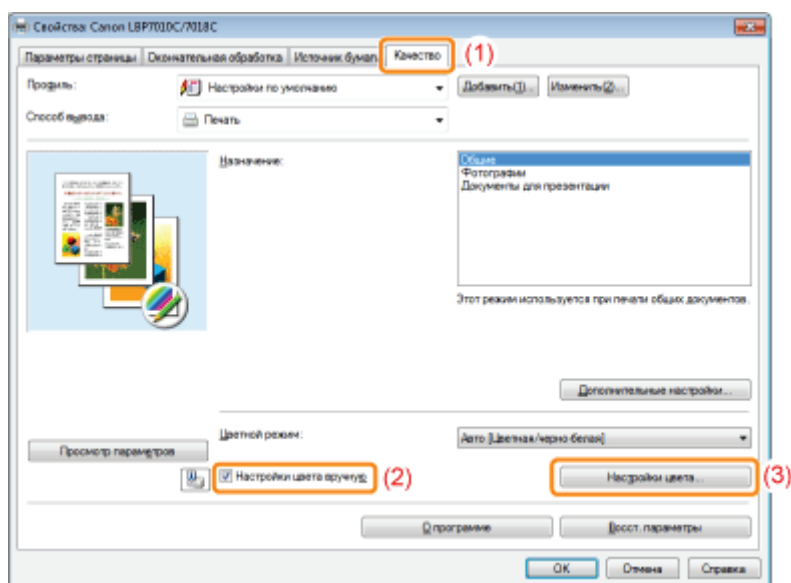 Свойства: Canon LBP7010C/7018C
Параметры страницы Окончательная обработка Источник бумаги Качество (1)
Профиль: Настройки по умолчанию Добавить(1)... Изменить(2)...
Способ вывода: Печать
Назначение: Общие
Фотографии
Документы для презентации
Этот режим используется при печати общих документов.
Дополнительные настройки...
Цветной режим: Авто [Цветная/черно белая]
Просмотр параметров
Настройки цвета вручную (2) Настройки цвета... (3)
О программе Восст. параметры
OK Отмена Справка